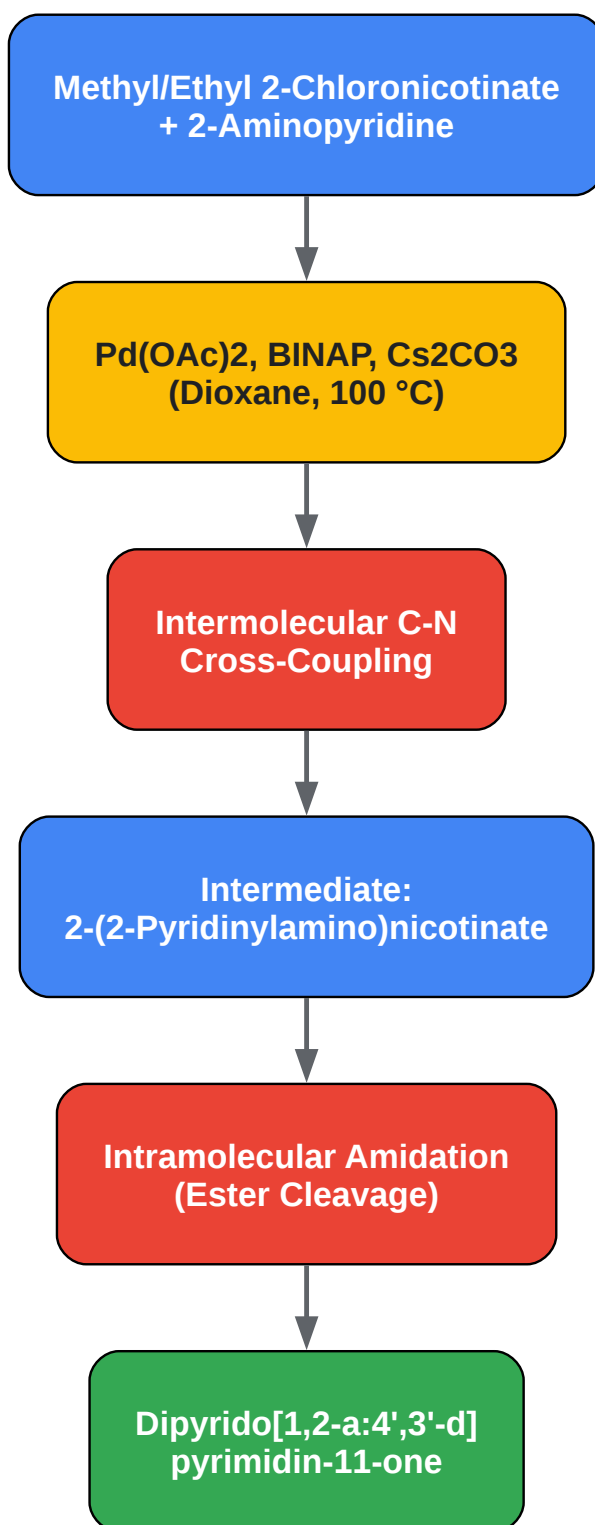 Methyl/Ethyl 2-Chloronicotinate
+ 2-Aminopyridine
Pd(OAc)2, BINAP, Cs2CO3
(Dioxane, 100 °C)
Intermolecular C-N
Cross-Coupling
Intermediate:
2-(2-Pyridinylamino)nicotinate
Intramolecular Amidation
(Ester Cleavage)
Dipyrido[1,2-a:4',3'-d]
pyrimidin-11-one